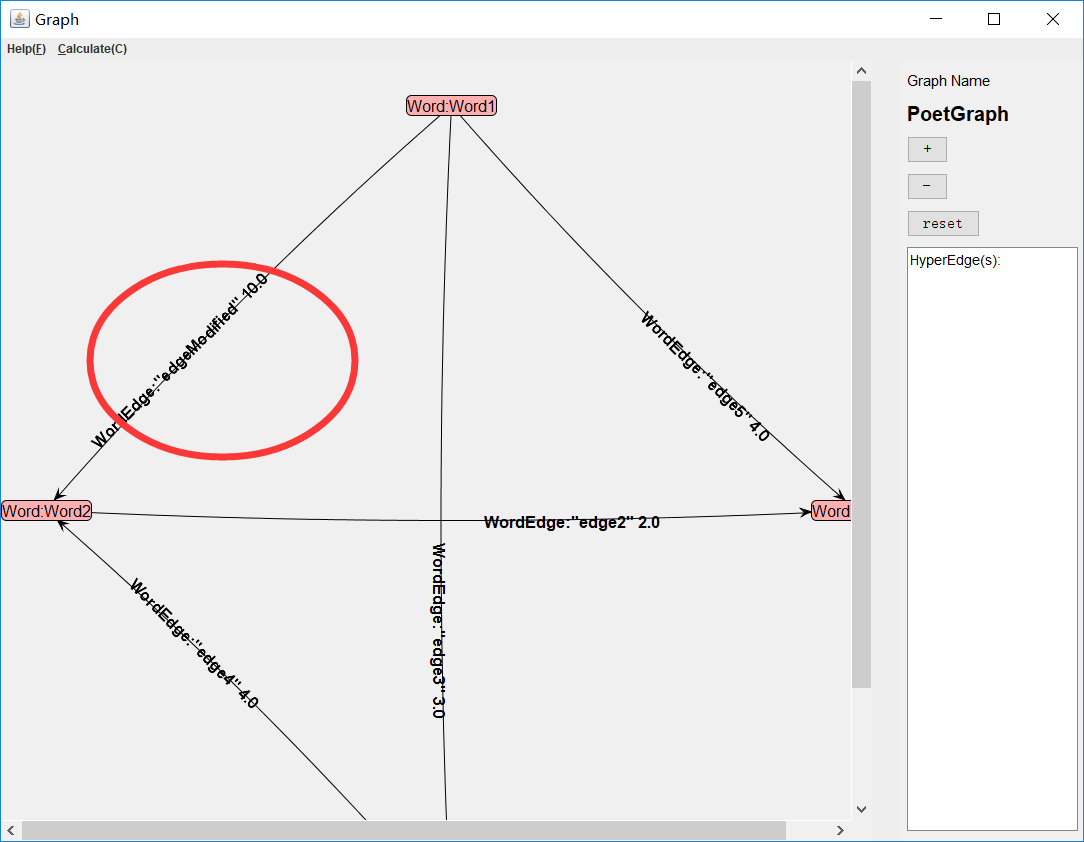 Graph
Help(F) Calculate(C)
Graph Name
PoetGraph
+
−
reset
HyperEdge(s):
Word:Word1
WordEdge:"edgeModified" 10.0
WordEdge:"edge5" 4.0
Word:Word2
Word
WordEdge:"edge2" 2.0
WordEdge:"edge3" 3.0
WordEdge:"edge4" 4.0